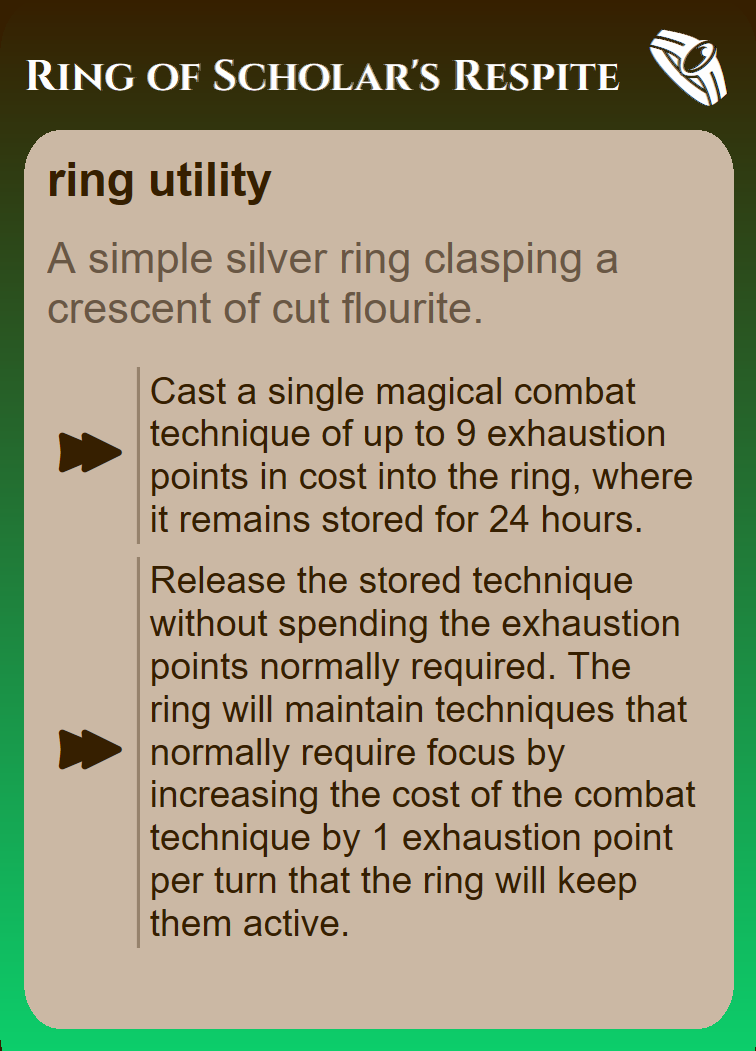 Ring of Scholar's Respite
ring utility
A simple silver ring clasping a
crescent of cut flourite.
Cast a single magical combat
technique of up to 9 exhaustion
points in cost into the ring, where
it remains stored for 24 hours.
Release the stored technique
without spending the exhaustion
points normally required. The
ring will maintain techniques that
normally require focus by
increasing the cost of the combat
technique by 1 exhaustion point
per turn that the ring will keep
them active.